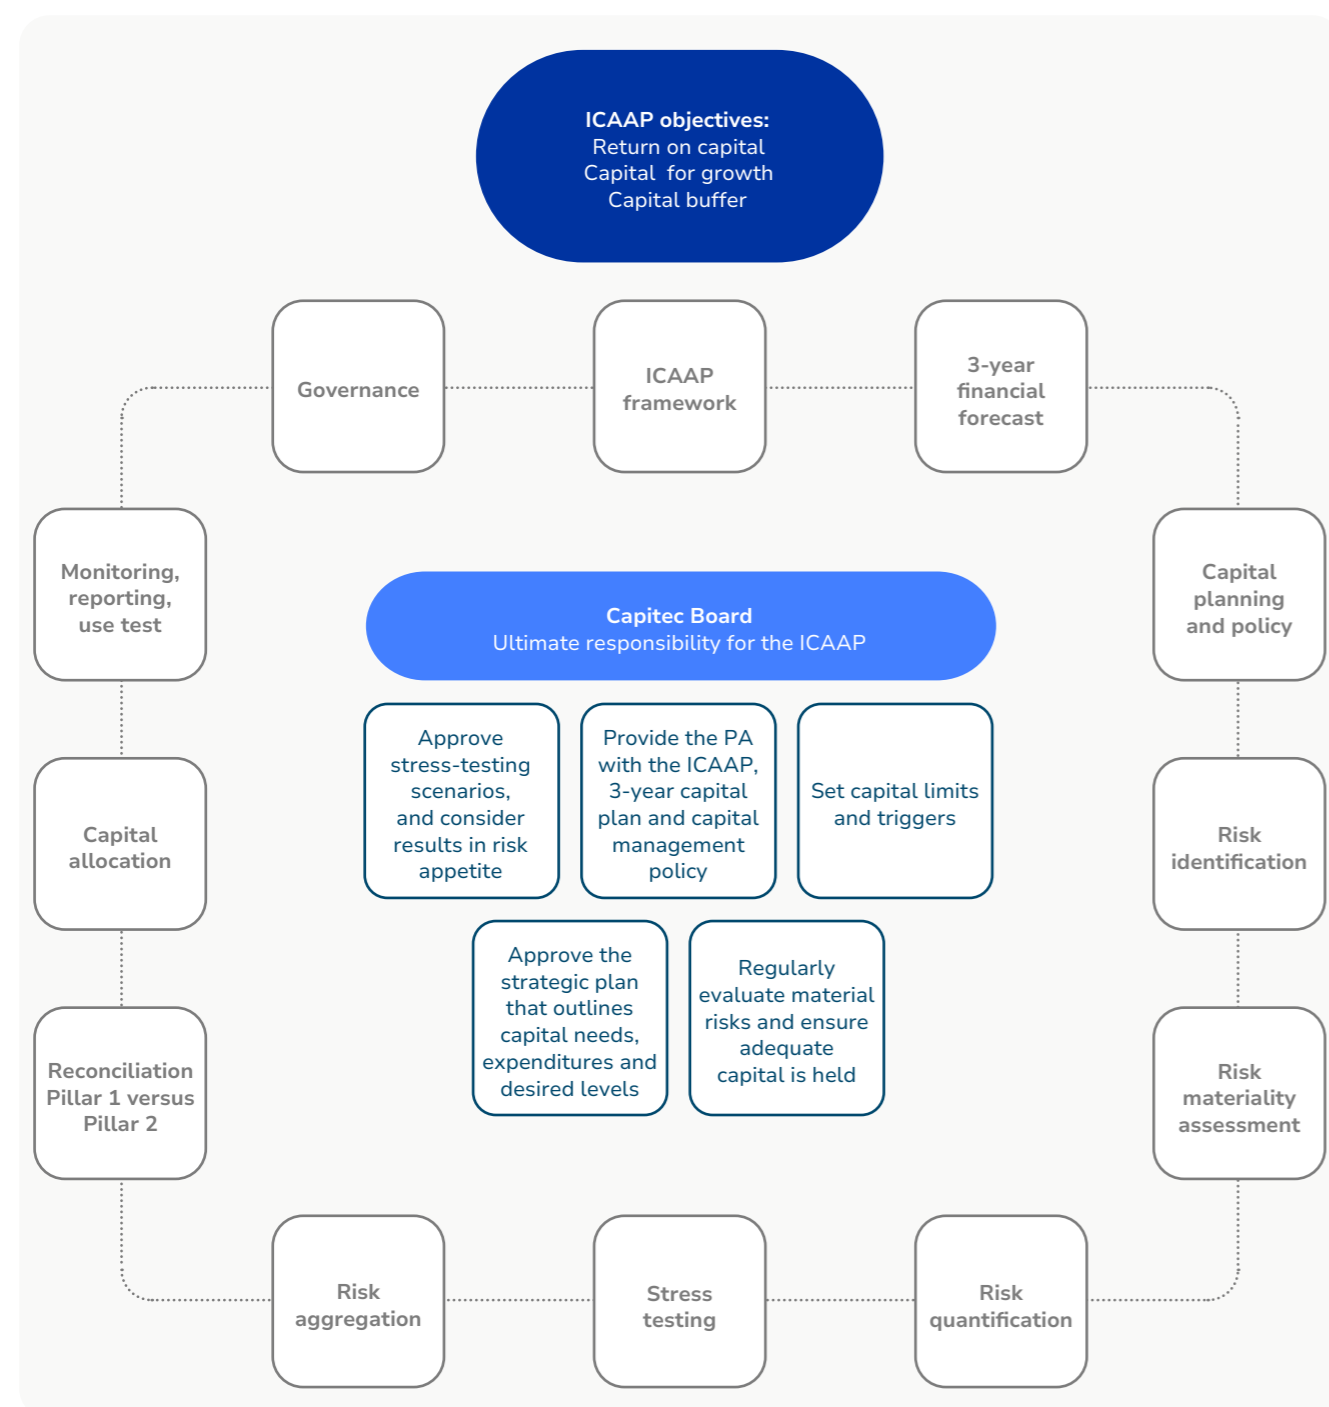 ICAAP objectives:
Return on capital
Capital for growth
Capital buffer
Governance
ICAAP
framework
3-year
financial
forecast
Monitoring,
reporting,
use test
Capital
planning
and policy
Capitec Board
Ultimate responsibility for the ICAAP
Approve
stress-testing
scenarios,
and consider
results in risk
appetite
Provide the PA
with the ICAAP,
3-year capital
plan and capital
management
policy
Set capital limits
and triggers
Capital
allocation
Risk
identification
Approve the
strategic plan
that outlines
capital needs,
expenditures and
desired levels
Regularly
evaluate material
risks and ensure
adequate
capital is held
Reconciliation
Pillar 1 versus
Pillar 2
Risk
materiality
assessment
Risk
aggregation
Stress
testing
Risk
quantification